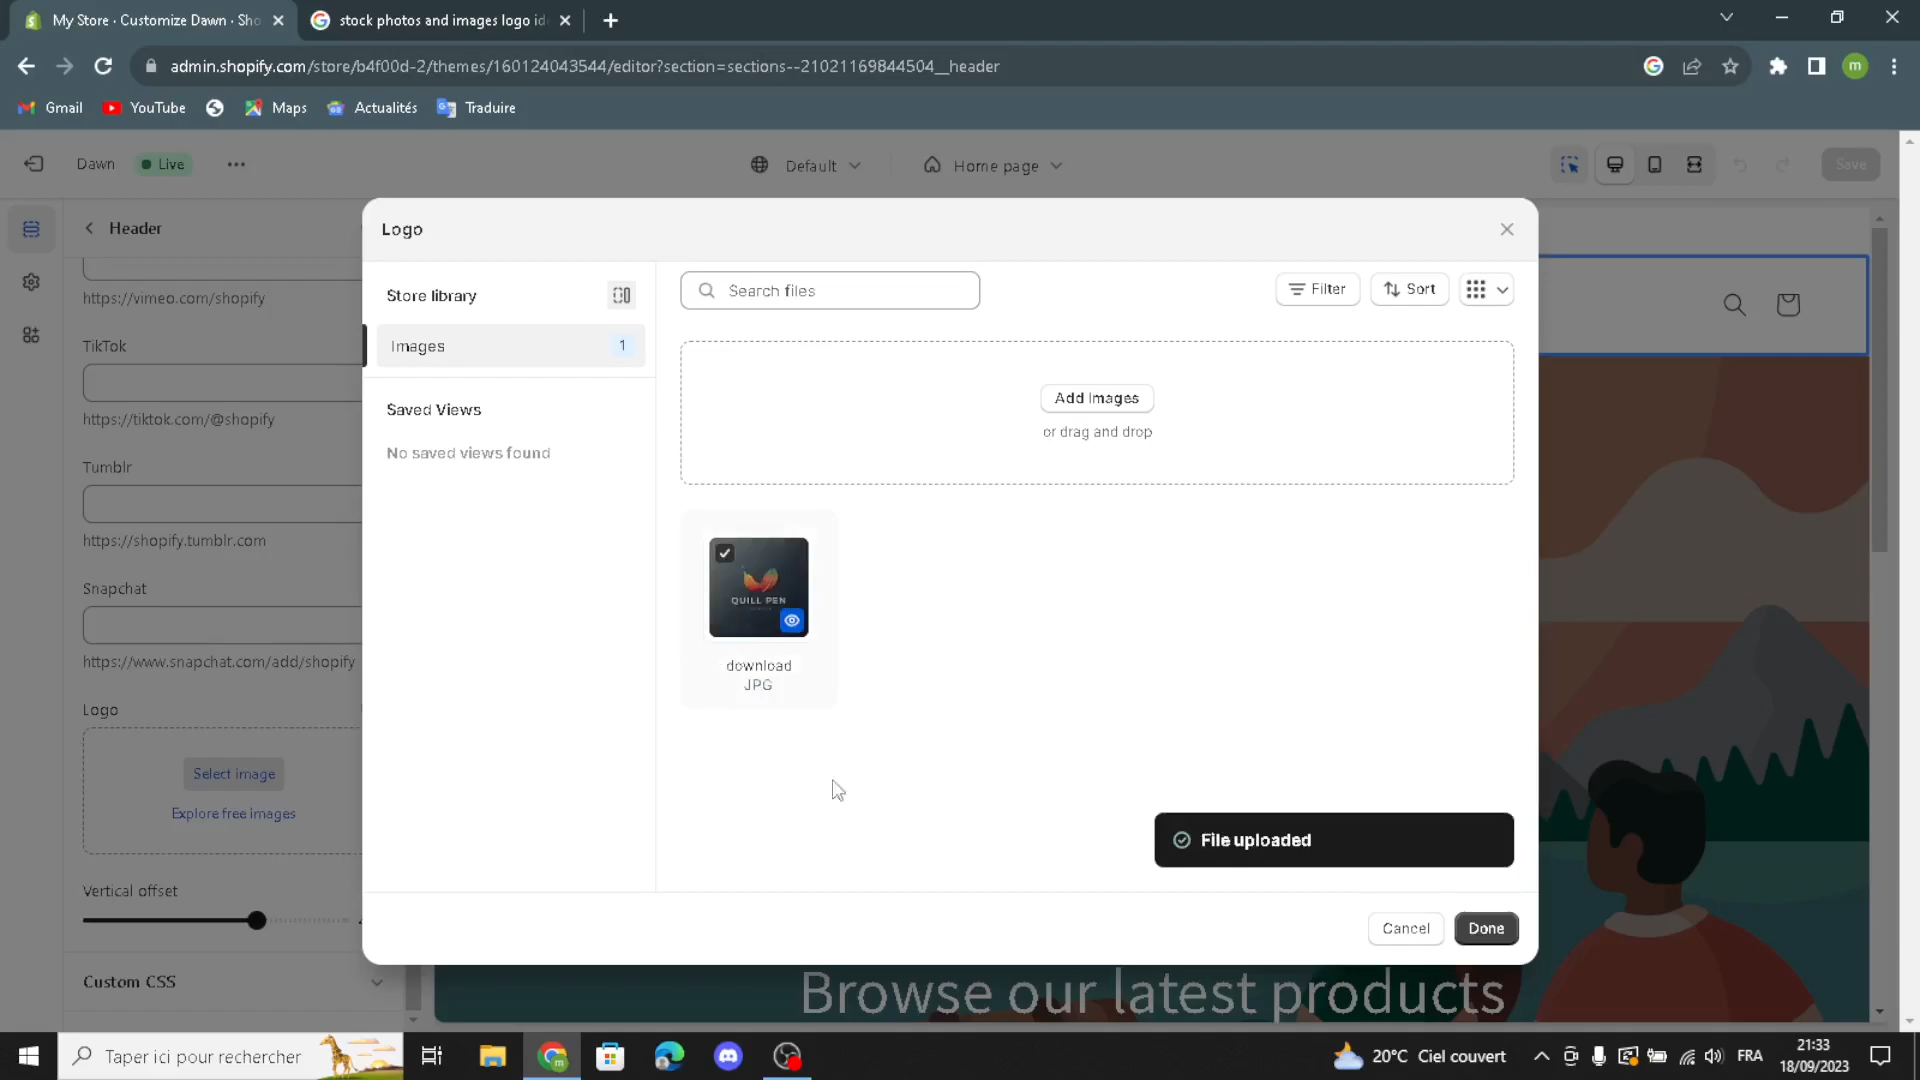 My Store · Customize Dawn · Sho
stock photos and images logo id
admin.shopify.com/store/b4f00d-2/themes/160124043544/editor?section=sections--21021169844504__header
Gmail
YouTube
Maps
Actualités
Traduire
Dawn
Live
Default
Home page
Save
Header
https://vimeo.com/shopify
TikTok
https://tiktok.com/@shopify
Tumblr
https://shopify.tumblr.com
Snapchat
https://www.snapchat.com/add/shopify
Logo
Select image
Explore free images
Vertical offset
Custom CSS
Logo
Store library
Images
1
Saved Views
No saved views found
Search files
Filter
Sort
Add images
or drag and drop
QUILL PEN
download
JPG
File uploaded
Cancel
Done
Browse our latest products
Taper ici pour rechercher
20°C Ciel couvert
FRA
21:33
18/09/2023